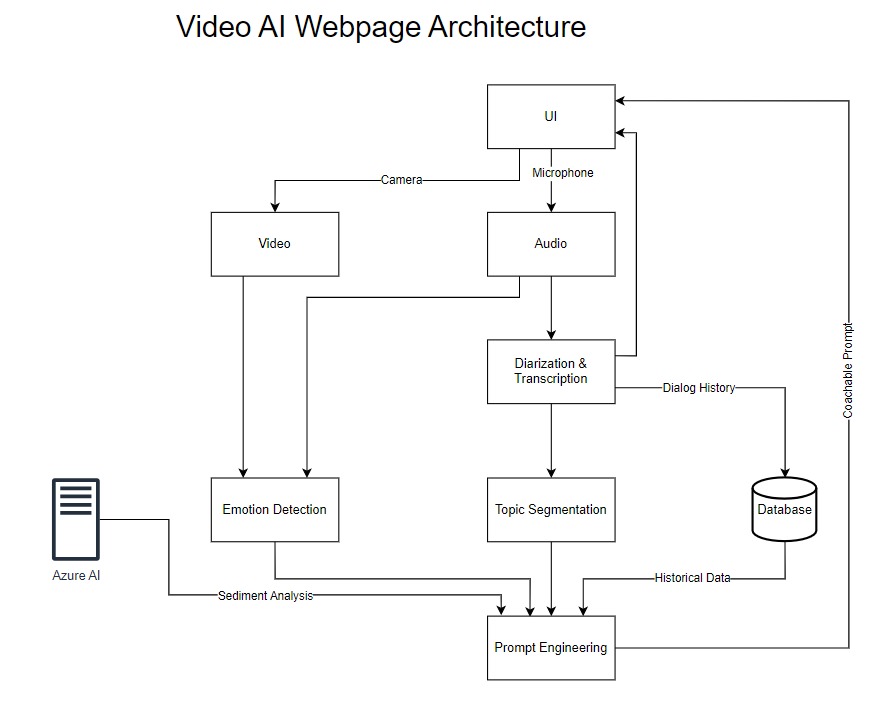 Video AI Webpage Architecture
UI
Camera
Microphone
Video
Audio
Diarization &
Transcription
Dialog History
Coachable Prompt
Emotion Detection
Topic Segmentation
Database
Azure AI
Historical Data
Sediment Analysis
Prompt Engineering